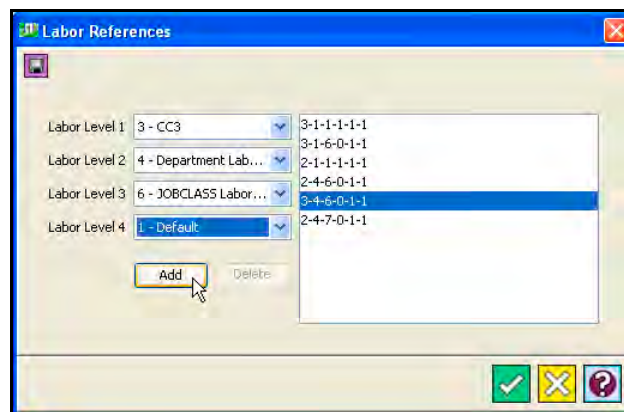 Labor References
Labor Level 1 3 - CC3
Labor Level 2 4 - Department Lab...
Labor Level 3 6 - JOBCLASS Labor...
Labor Level 4 1 - Default
Add Delete
3-1-1-1-1-1
3-1-6-0-1-1
2-1-1-1-1-1
2-4-6-0-1-1
3-4-6-0-1-1
2-4-7-0-1-1